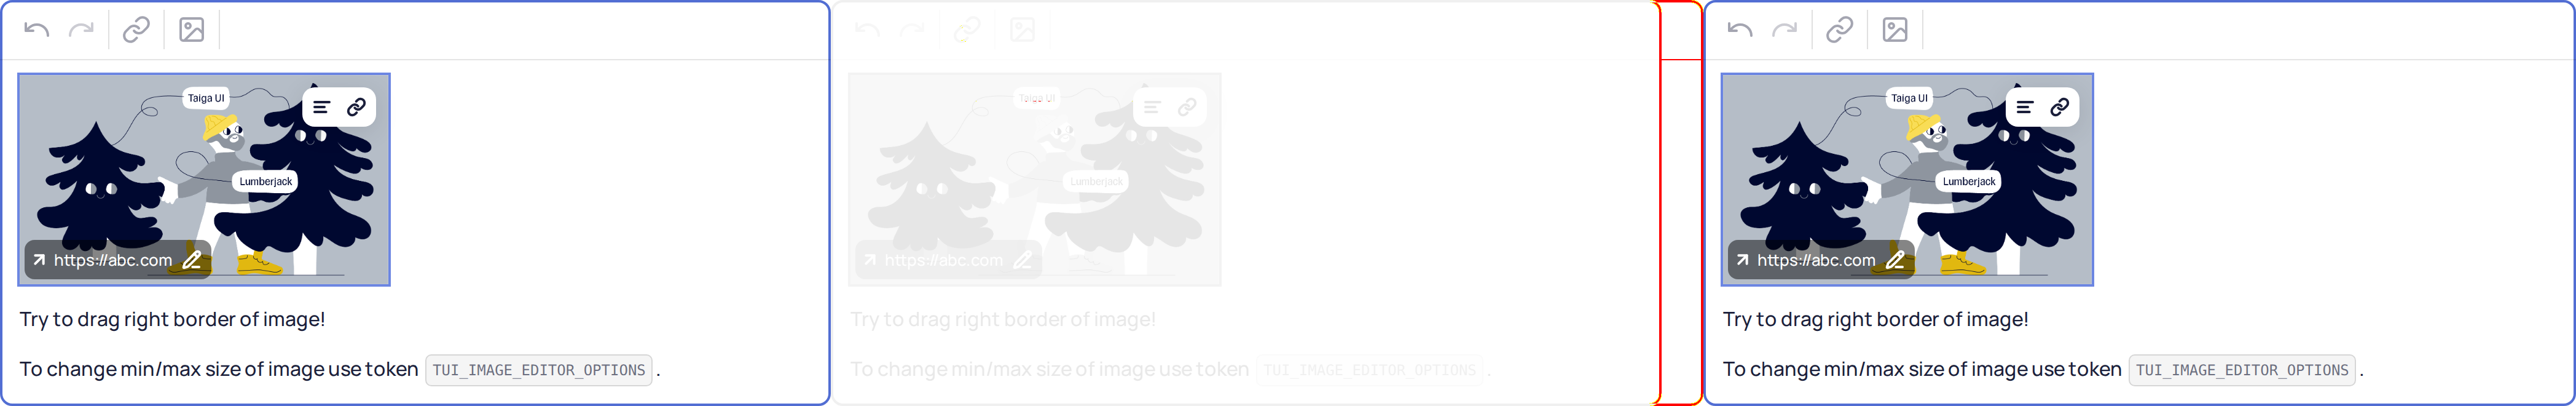 Taiga UI
Lumberjack
https://abc.com
Try to drag right border of image!
To change min/max size of image use token TUI_IMAGE_EDITOR_OPTIONS .
Taiga UI
Lumberjack
https://abc.com
Try to drag right border of image!
To change min/max size of image use token TUI_IMAGE_EDITOR_OPTIONS .
Taiga UI
Lumberjack
https://abc.com
Try to drag right border of image!
To change min/max size of image use token TUI_IMAGE_EDITOR_OPTIONS .